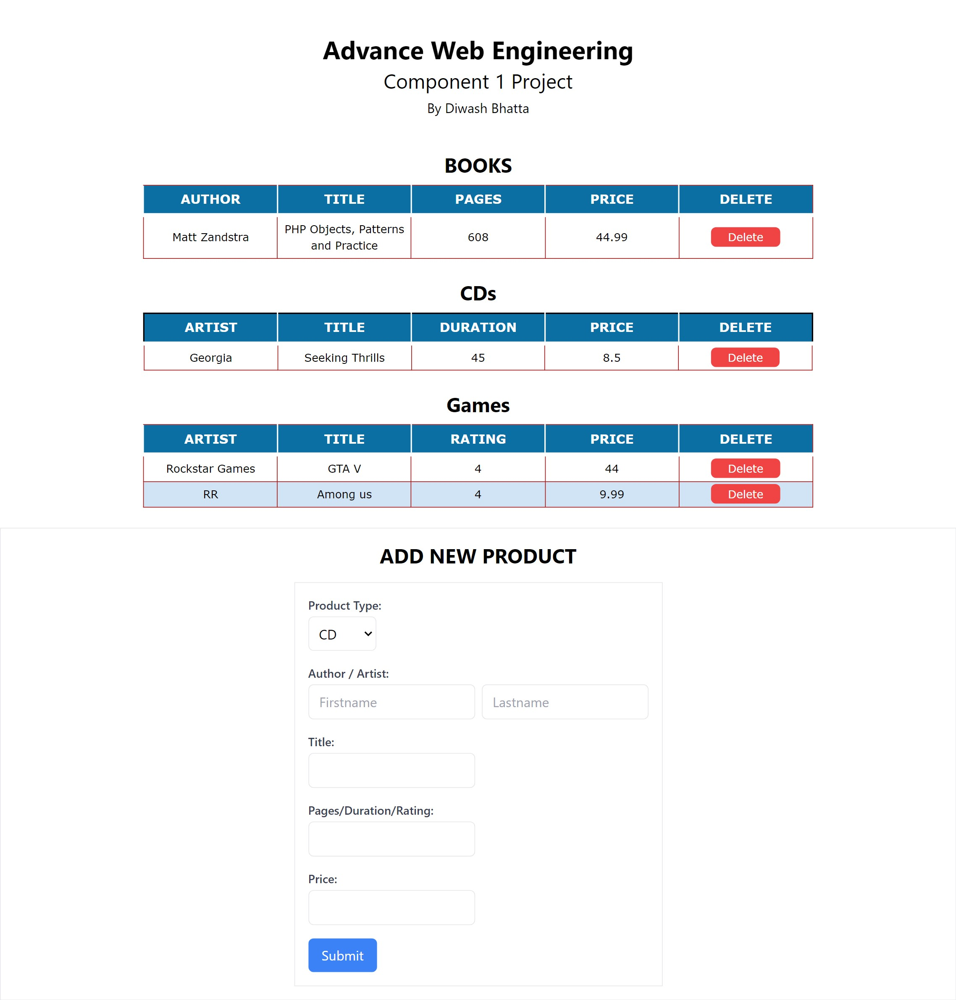 Advance Web Engineering
Component 1 Project
By Diwash Bhatta
BOOKS
AUTHOR TITLE PAGES PRICE DELETE
Matt Zandstra PHP Objects, Patterns and Practice 608 44.99 Delete
CDs
ARTIST TITLE DURATION PRICE DELETE
Georgia Seeking Thrills 45 8.5 Delete
Games
ARTIST TITLE RATING PRICE DELETE
Rockstar Games GTA V 4 44 Delete
RR Among us 4 9.99 Delete
ADD NEW PRODUCT
Product Type:
CD
Author / Artist:
Firstname Lastname
Title:
Pages/Duration/Rating:
Price:
Submit